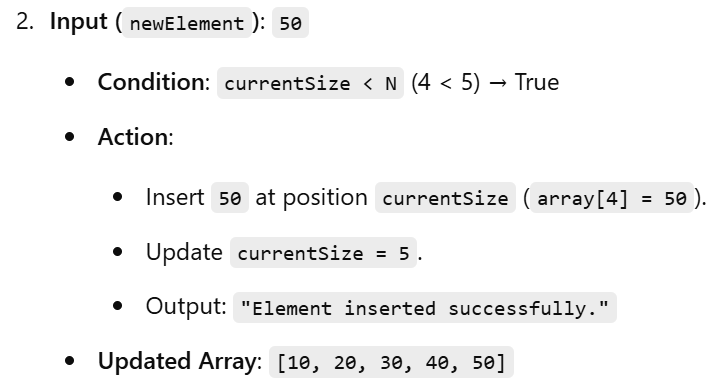 2. Input (newElement): 50
• Condition: currentSize < N (4 < 5) → True
• Action:
• Insert 50 at position currentSize (array[4] = 50).
• Update currentSize = 5.
• Output: "Element inserted successfully."
• Updated Array: [10, 20, 30, 40, 50]